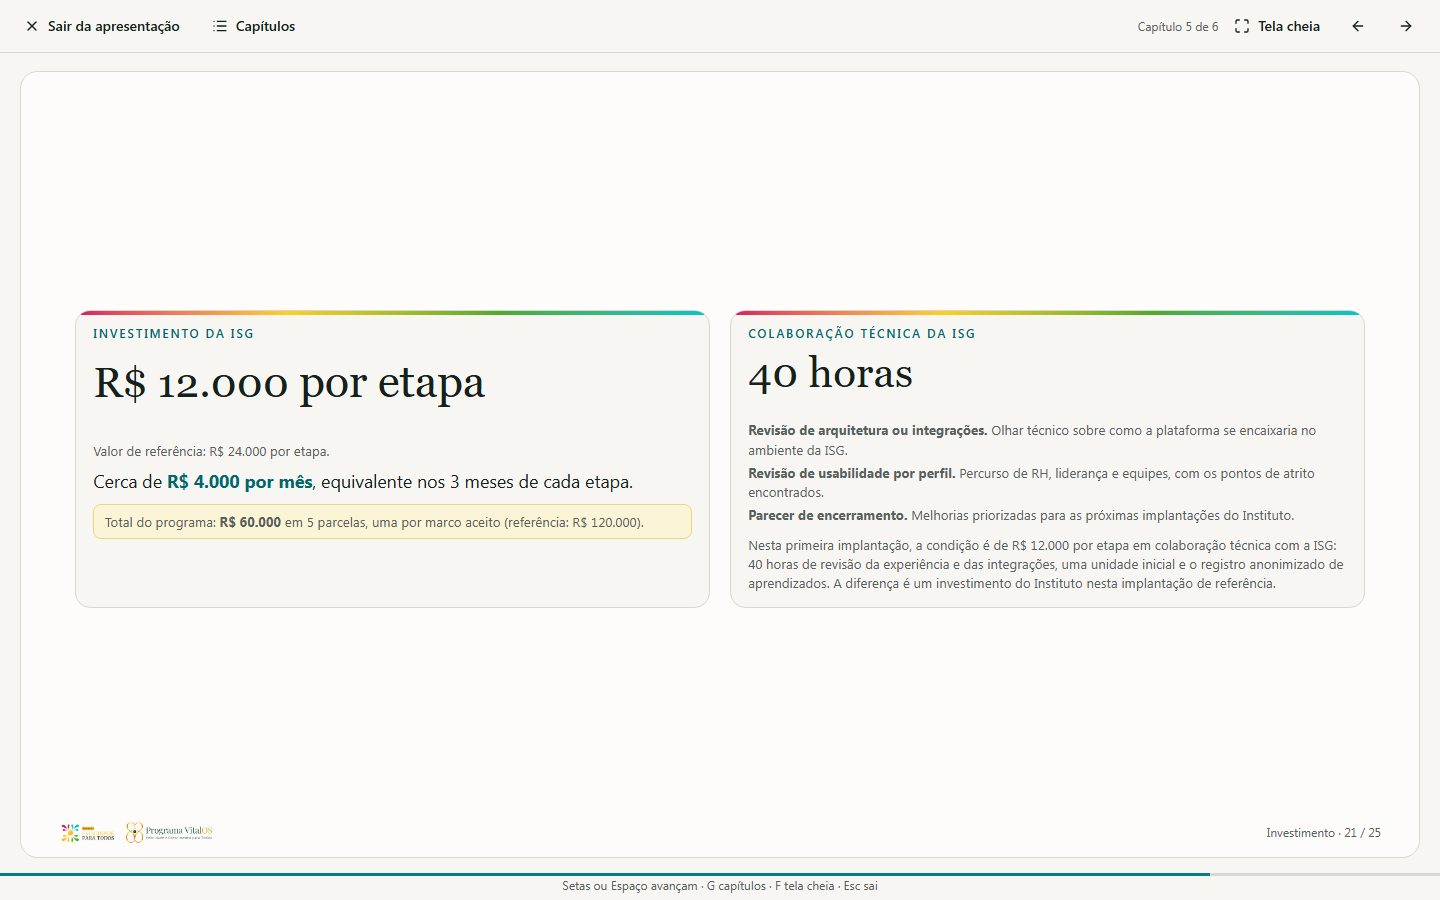 Sair da apresentação
Capítulos
Capítulo 5 de 6
Tela cheia
INVESTIMENTO DA ISG
R$ 12.000 por etapa
Valor de referência: R$ 24.000 por etapa.
Cerca de R$ 4.000 por mês, equivalente nos 3 meses de cada etapa.
Total do programa: R$ 60.000 em 5 parcelas, uma por marco aceito (referência: R$ 120.000).
COLABORAÇÃO TÉCNICA DA ISG
40 horas
Revisão de arquitetura ou integrações. Olhar técnico sobre como a plataforma se encaixaria no
ambiente da ISG.
Revisão de usabilidade por perfil. Percurso de RH, liderança e equipes, com os pontos de atrito
encontrados.
Parecer de encerramento. Melhorias priorizadas para as próximas implantações do Instituto.
Nesta primeira implantação, a condição é de R$ 12.000 por etapa em colaboração técnica com a ISG:
40 horas de revisão da experiência e das integrações, uma unidade inicial e o registro anonimizado de
aprendizados. A diferença é um investimento do Instituto nesta implantação de referência.
PARA TODOS
Programa VitalOS
Investimento · 21 / 25
Setas ou Espaço avançam · G capítulos · F tela cheia · Esc sai